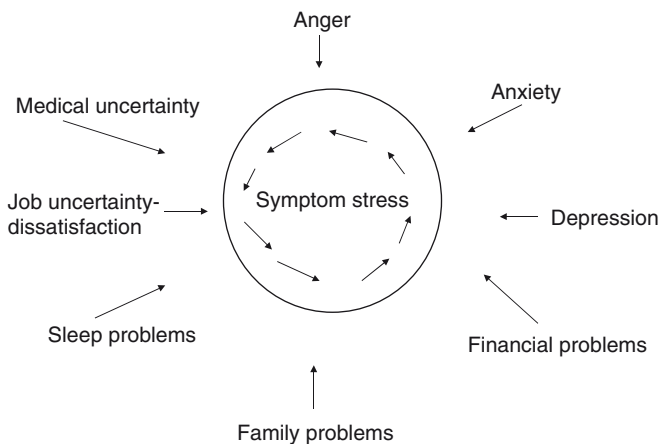 Anger
Medical uncertainty
Anxiety
Symptom stress
Job uncertainty-
dissatisfaction
Depression
Sleep problems
Financial problems
Family problems